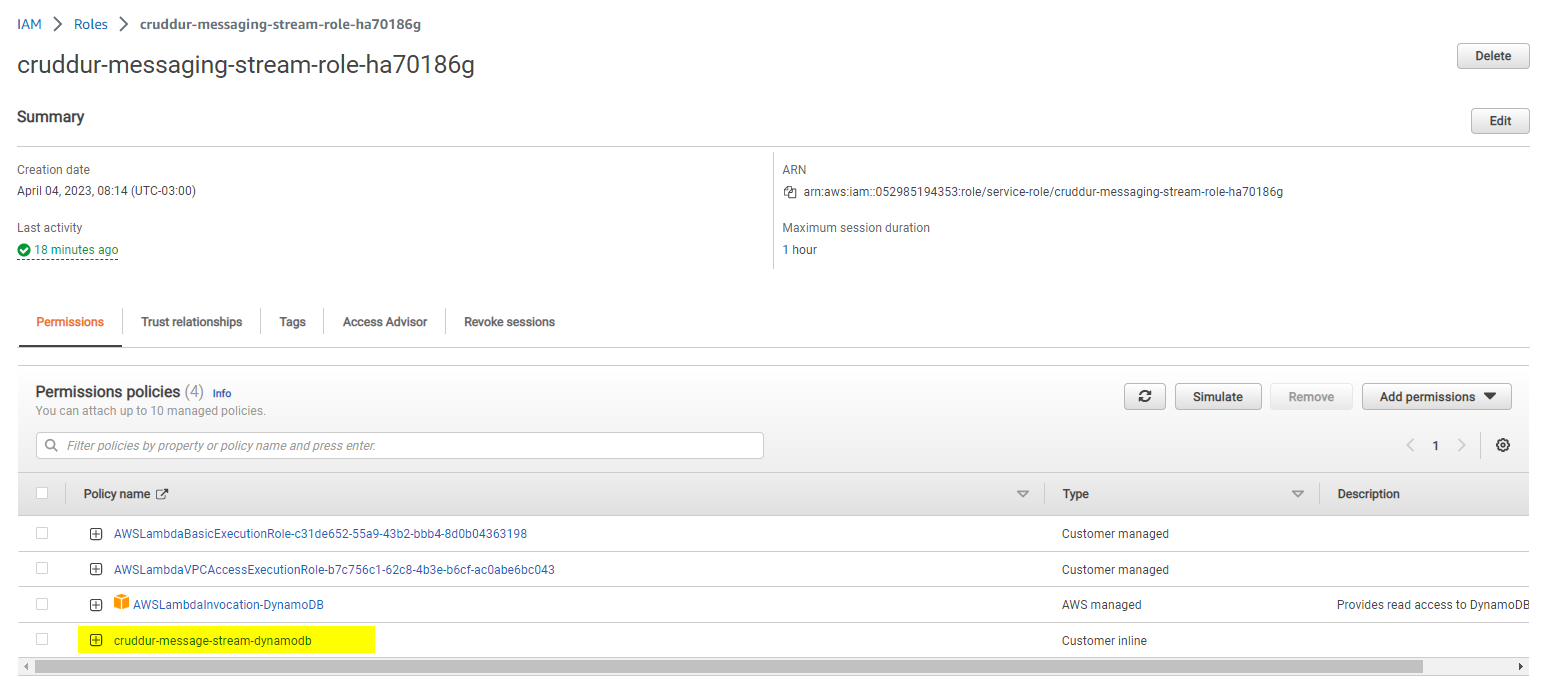 IAM > Roles > cruddur-messaging-stream-role-ha70186g
cruddur-messaging-stream-role-ha70186g
Delete
Summary
Edit
Creation date
April 04, 2023, 08:14 (UTC-03:00)
ARN
arn:aws:iam::052985194353:role/service-role/cruddur-messaging-stream-role-ha70186g
Last activity
18 minutes ago
Maximum session duration
1 hour
Permissions Trust relationships Tags Access Advisor Revoke sessions
Permissions policies (4) Info
You can attach up to 10 managed policies.
Simulate Remove Add permissions
Filter policies by property or policy name and press enter.
1
Policy name Type Description
AWSLambdaBasicExecutionRole-c31de652-55a9-43b2-bbb4-8d0b04363198 Customer managed
AWSLambdaVPCAccessExecutionRole-b7c756c1-62c8-4b3e-b6cf-ac0abe6bc043 Customer managed
AWSLambdaInvocation-DynamoDB AWS managed Provides read access to DynamoDB
cruddur-message-stream-dynamodb Customer inline